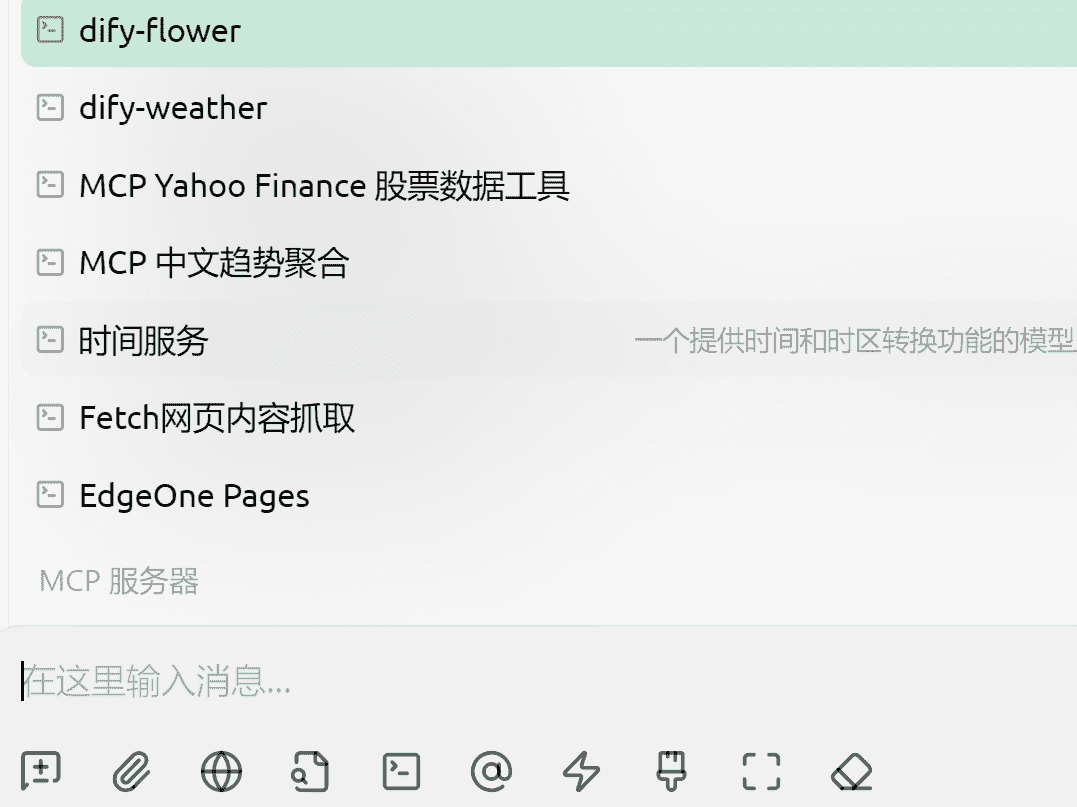 dify-flower
dify-weather
MCP Yahoo Finance 股票数据工具
MCP 中文趋势聚合
时间服务 一个提供时间和时区转换功能的模型
Fetch网页内容抓取
EdgeOne Pages
MCP 服务器
在这里输入消息...